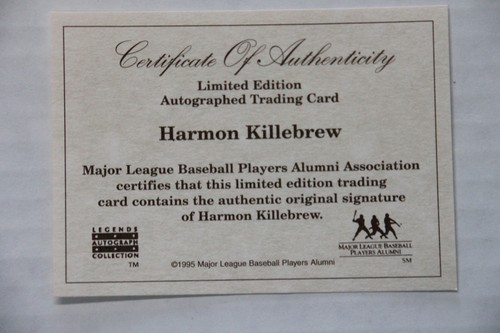 Certificate Of Authenticity
Limited Edition
Autographed Trading Card
Harmon Killebrew
Major League Baseball Players Alumni Association
certifies that this limited edition trading
card contains the authentic original signature
of Harmon Killebrew.
LEGENDS
AUTOGRAPH
COLLECTION
TM
©1995 Major League Baseball Players Alumni
MAJOR LEAGUE BASEBALL
PLAYERS ALUMNI
SM